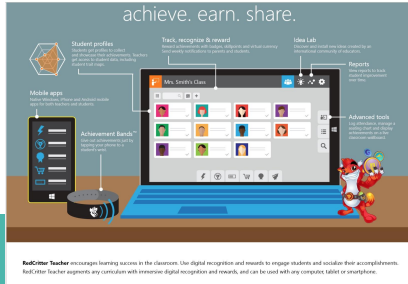 achieve. earn. share.
Student profiles
Students get profiles to collect
and showcase their achievements. Teachers
get access to student data, including
student trait maps.
Track, recognize & reward
Reward achievements with badges, skillpoints and virtual currency.
Send weekly notifications to parents and students.
Idea Lab
Discover and install new ideas created by an
international community of educators.
Reports
View reports to track
student improvement
over time.
Mobile apps
Native Windows, iPhone and Android mobile
apps for both teachers and students.
Mrs. Smith's Class
Achievement Bands™
Give out achievements just by
tapping your phone to a
student's wrist.
Advanced tools
Log attendance, manage a
seating chart and display
achievements on a live
classroom wallboard.
RedCritter Teacher encourages learning success in the classroom. Use digital recognition and rewards to engage students and socialize their accomplishments.
RedCritter Teacher augments any curriculum with immersive digital recognition and rewards, and can be used with any computer, tablet or smartphone.